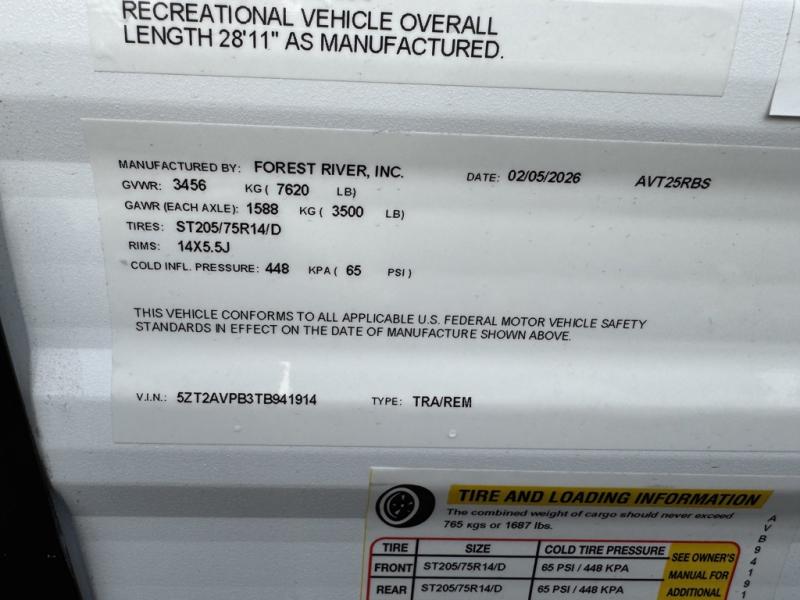 RECREATIONAL VEHICLE OVERALL
LENGTH 28'11" AS MANUFACTURED.
MANUFACTURED BY: FOREST RIVER, INC. DATE: 02/05/2026 AVT25RBS
GVWR: 3456 KG ( 7620 LB)
GAWR (EACH AXLE): 1588 KG ( 3500 LB)
TIRES: ST205/75R14/D
RIMS: 14X5.5J
COLD INFL. PRESSURE: 448 KPA ( 65 PSI )
THIS VEHICLE CONFORMS TO ALL APPLICABLE U.S. FEDERAL MOTOR VEHICLE SAFETY
STANDARDS IN EFFECT ON THE DATE OF MANUFACTURE SHOWN ABOVE.
V.I.N.: 5ZT2AVPB3TB941914 TYPE: TRA/REM
TIRE AND LOADING INFORMATION
The combined weight of cargo should never exceed
765 kgs or 1687 lbs.
TIRE SIZE COLD TIRE PRESSURE SEE OWNER'S
FRONT ST205/75R14/D 65 PSI / 448 KPA MANUAL FOR
REAR ST205/75R14/D 65 PSI / 448 KPA ADDITIONAL
AVB94191